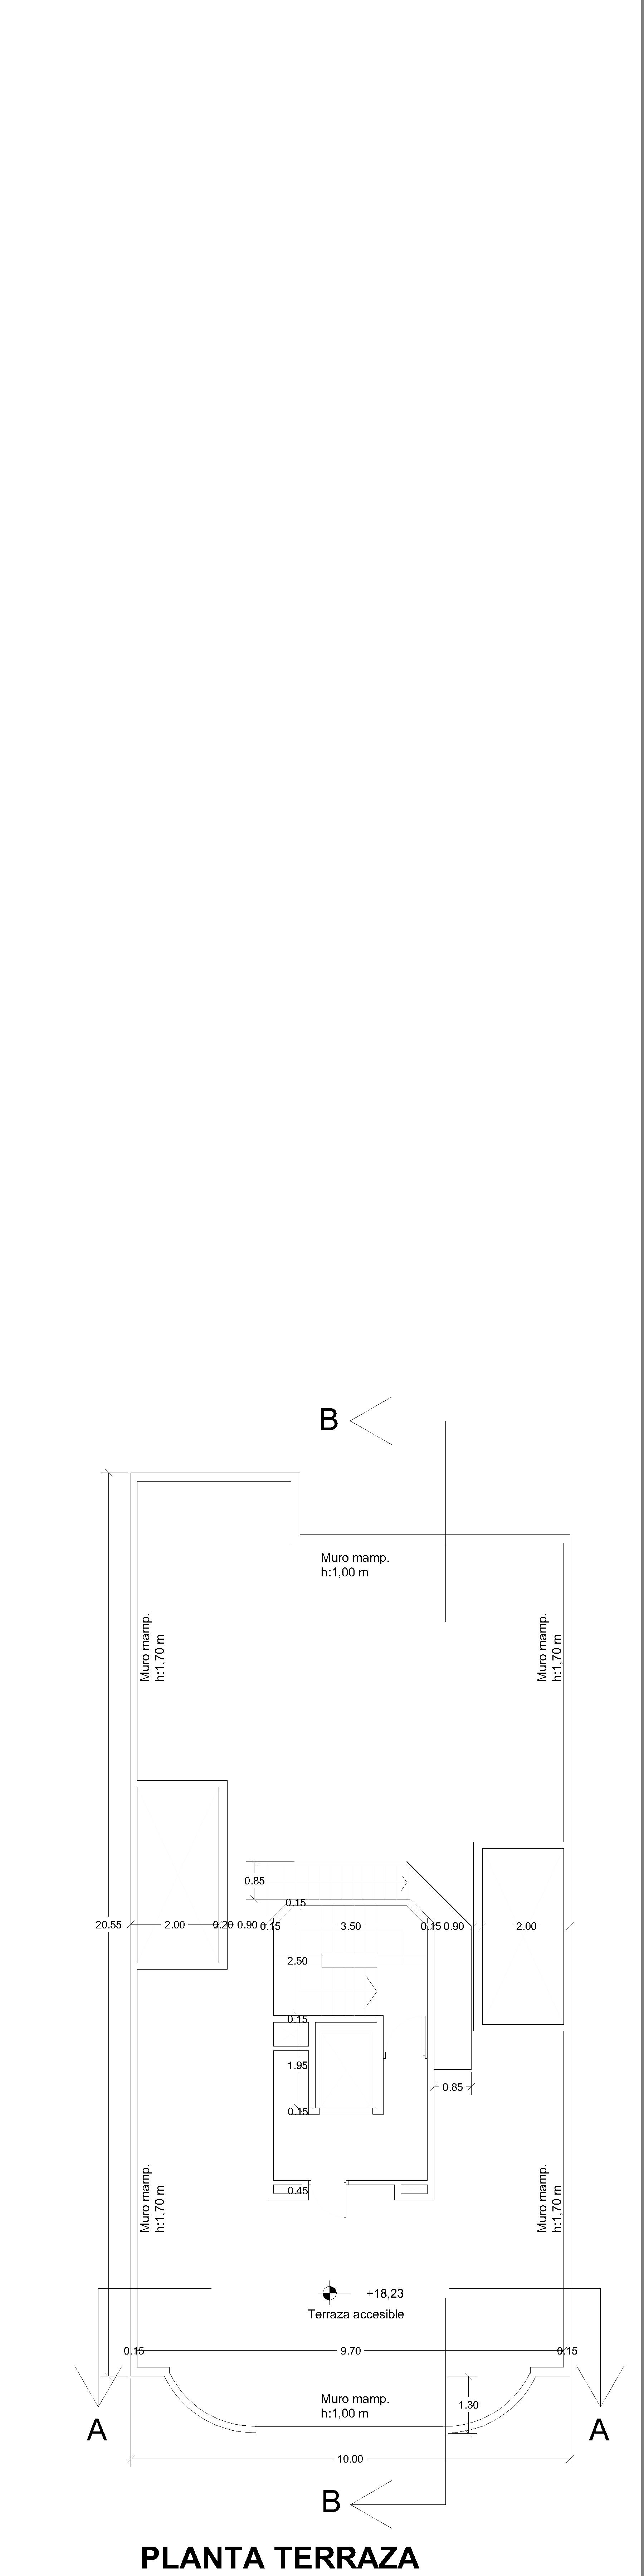 B
Muro mamp.
h:1,00 m
Muro mamp.
h:1,70 m
Muro mamp.
h:1,70 m
0.85
0.15
20.55
2.00
0.20
0.90
0.15
3.50
0.15
0.90
2.00
2.50
0.15
1.95
0.85
0.15
0.45
Muro mamp.
h:1,70 m
Muro mamp.
h:1,70 m
+18,23
Terraza accesible
0.15
9.70
0.15
Muro mamp.
h:1,00 m
1.30
A
A
10.00
B
PLANTA TERRAZA